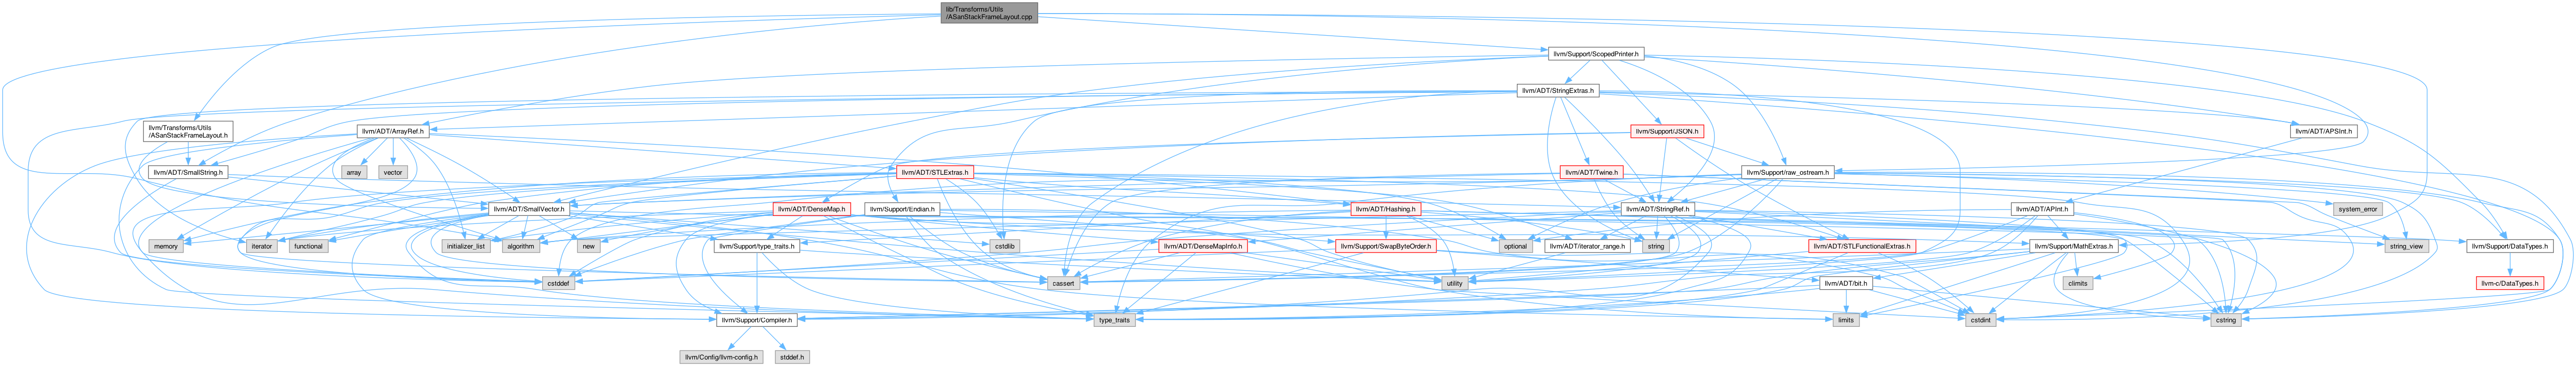 lib/Transforms/Utils
/ASanStackFrameLayout.cpp
llvm/Support/ScopedPrinter.h
llvm/ADT/StringExtras.h
llvm/Transforms/Utils
/ASanStackFrameLayout.h
llvm/ADT/ArrayRef.h
llvm/Support/JSON.h
llvm/ADT/APSInt.h
llvm/ADT/SmallString.h
array
vector
llvm/ADT/STLExtras.h
llvm/ADT/Twine.h
llvm/Support/raw_ostream.h
llvm/ADT/SmallVector.h
llvm/ADT/DenseMap.h
llvm/Support/Endian.h
llvm/ADT/Hashing.h
llvm/ADT/StringRef.h
llvm/ADT/APInt.h
system_error
memory
iterator
functional
initializer_list
algorithm
new
llvm/Support/type_traits.h
cstdlib
llvm/ADT/DenseMapInfo.h
llvm/Support/SwapByteOrder.h
optional
llvm/ADT/iterator_range.h
string
llvm/ADT/STLFunctionalExtras.h
llvm/Support/MathExtras.h
string_view
llvm/Support/DataTypes.h
cstddef
cassert
utility
llvm/ADT/bit.h
climits
llvm-c/DataTypes.h
llvm/Support/Compiler.h
type_traits
limits
cstdint
cstring
llvm/Config/llvm-config.h
stddef.h